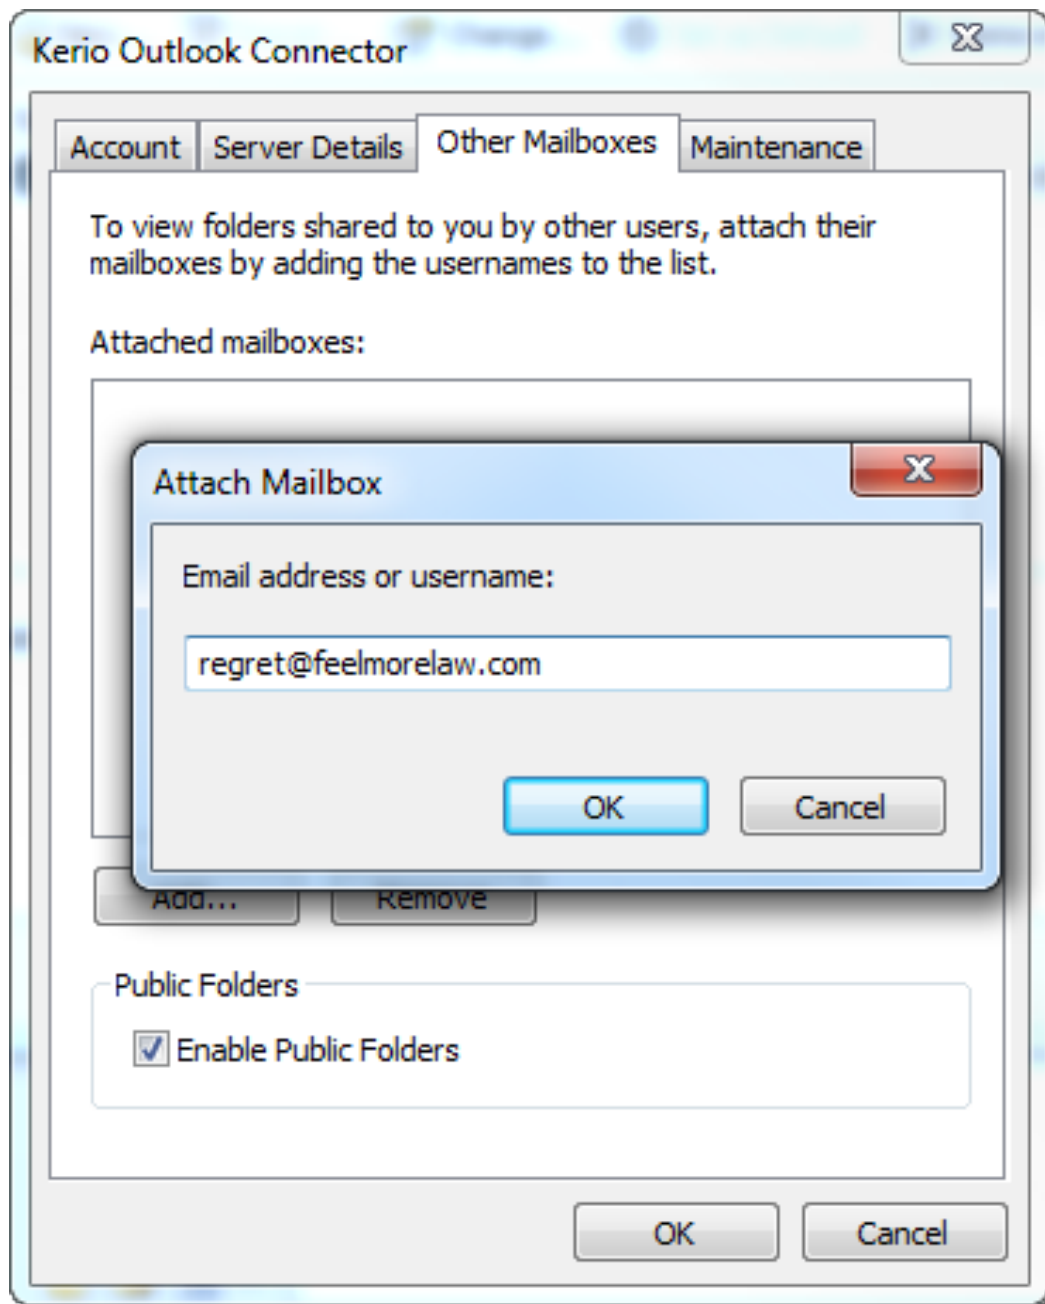 Kerio Outlook Connector
Account Server Details Other Mailboxes Maintenance
To view folders shared to you by other users, attach their
mailboxes by adding the usernames to the list.
Attached mailboxes:
Attach Mailbox
Email address or username:
regret@feelmorelaw.com
OK Cancel
Add... Remove
Public Folders
Enable Public Folders
OK Cancel